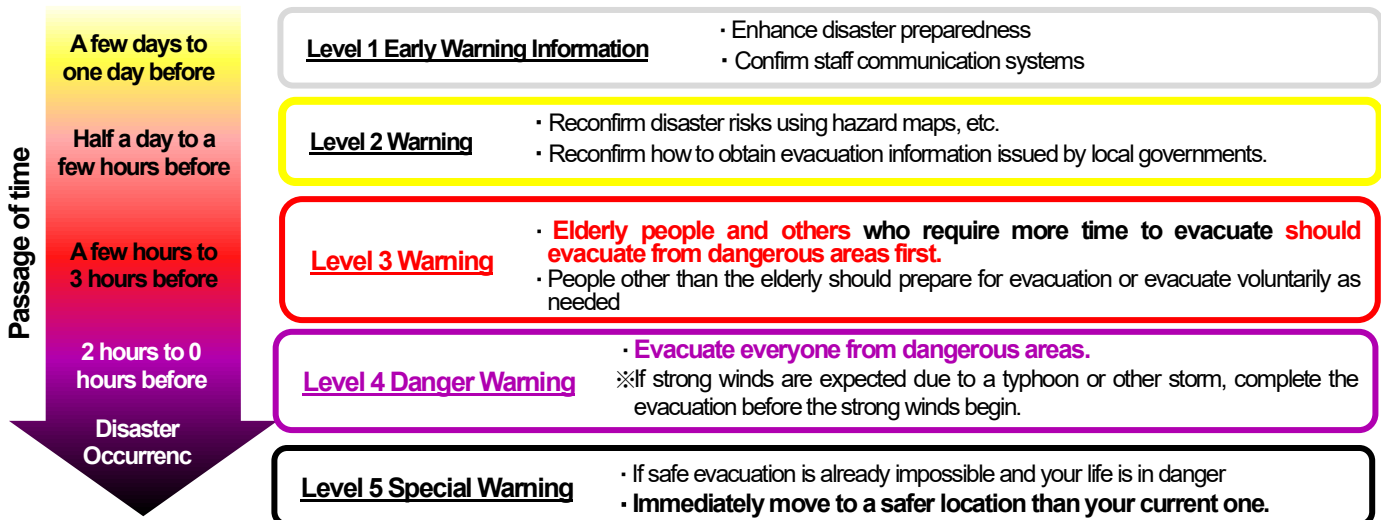 Passage of time
A few days to
one day before
Level 1 Early Warning Information
・Enhance disaster preparedness
・Confirm staff communication systems
Half a day to a
few hours before
Level 2 Warning
・Reconfirm disaster risks using hazard maps, etc.
・Reconfirm how to obtain evacuation information issued by local governments.
A few hours to
3 hours before
Level 3 Warning
・Elderly people and others who require more time to evacuate should
evacuate from dangerous areas first.
・People other than the elderly should prepare for evacuation or evacuate voluntarily as
needed
2 hours to 0
hours before
Level 4 Danger Warning
・Evacuate everyone from dangerous areas.
※If strong winds are expected due to a typhoon or other storm, complete the
evacuation before the strong winds begin.
Disaster
Occurrenc
Level 5 Special Warning
・If safe evacuation is already impossible and your life is in danger
・Immediately move to a safer location than your current one.